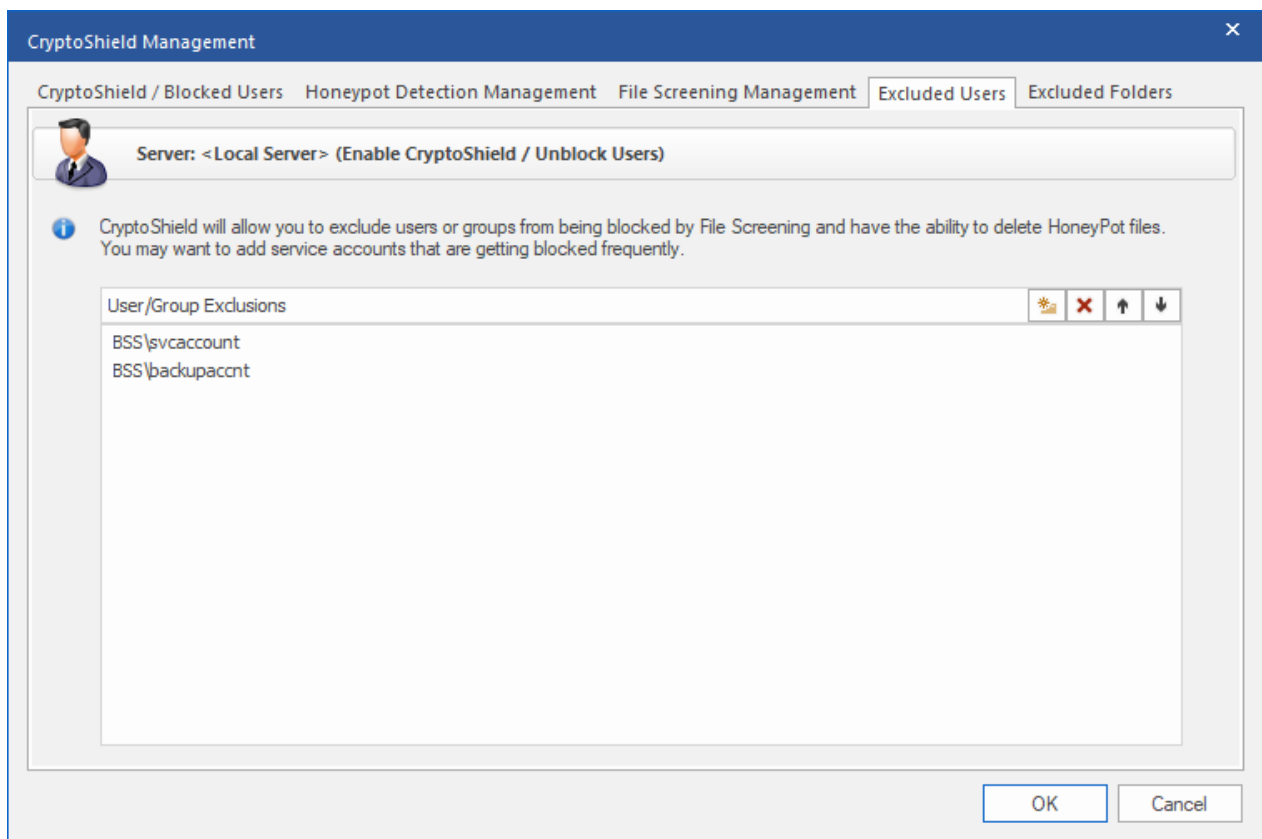 CryptoShield Management
CryptoShield / Blocked Users Honeypot Detection Management File Screening Management Excluded Users Excluded Folders
Server: <Local Server> (Enable CryptoShield / Unblock Users)
CryptoShield will allow you to exclude users or groups from being blocked by File Screening and have the ability to delete HoneyPot files.
You may want to add service accounts that are getting blocked frequently.
User/Group Exclusions
BSS\svcaccount
BSS\backupaccnt
OK Cancel